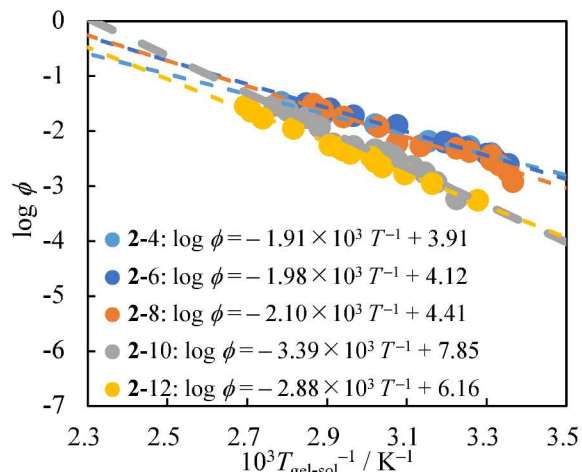 0
-1
-2
-3
-4
-5
-6
-7
log ϕ
2-4: log ϕ = − 1.91 × 10³ T⁻¹ + 3.91
2-6: log ϕ = − 1.98 × 10³ T⁻¹ + 4.12
2-8: log ϕ = − 2.10 × 10³ T⁻¹ + 4.41
2-10: log ϕ = − 3.39 × 10³ T⁻¹ + 7.85
2-12: log ϕ = − 2.88 × 10³ T⁻¹ + 6.16
2.3 2.5 2.7 2.9 3.1 3.3 3.5
10³T gel-sol⁻¹ / K⁻¹